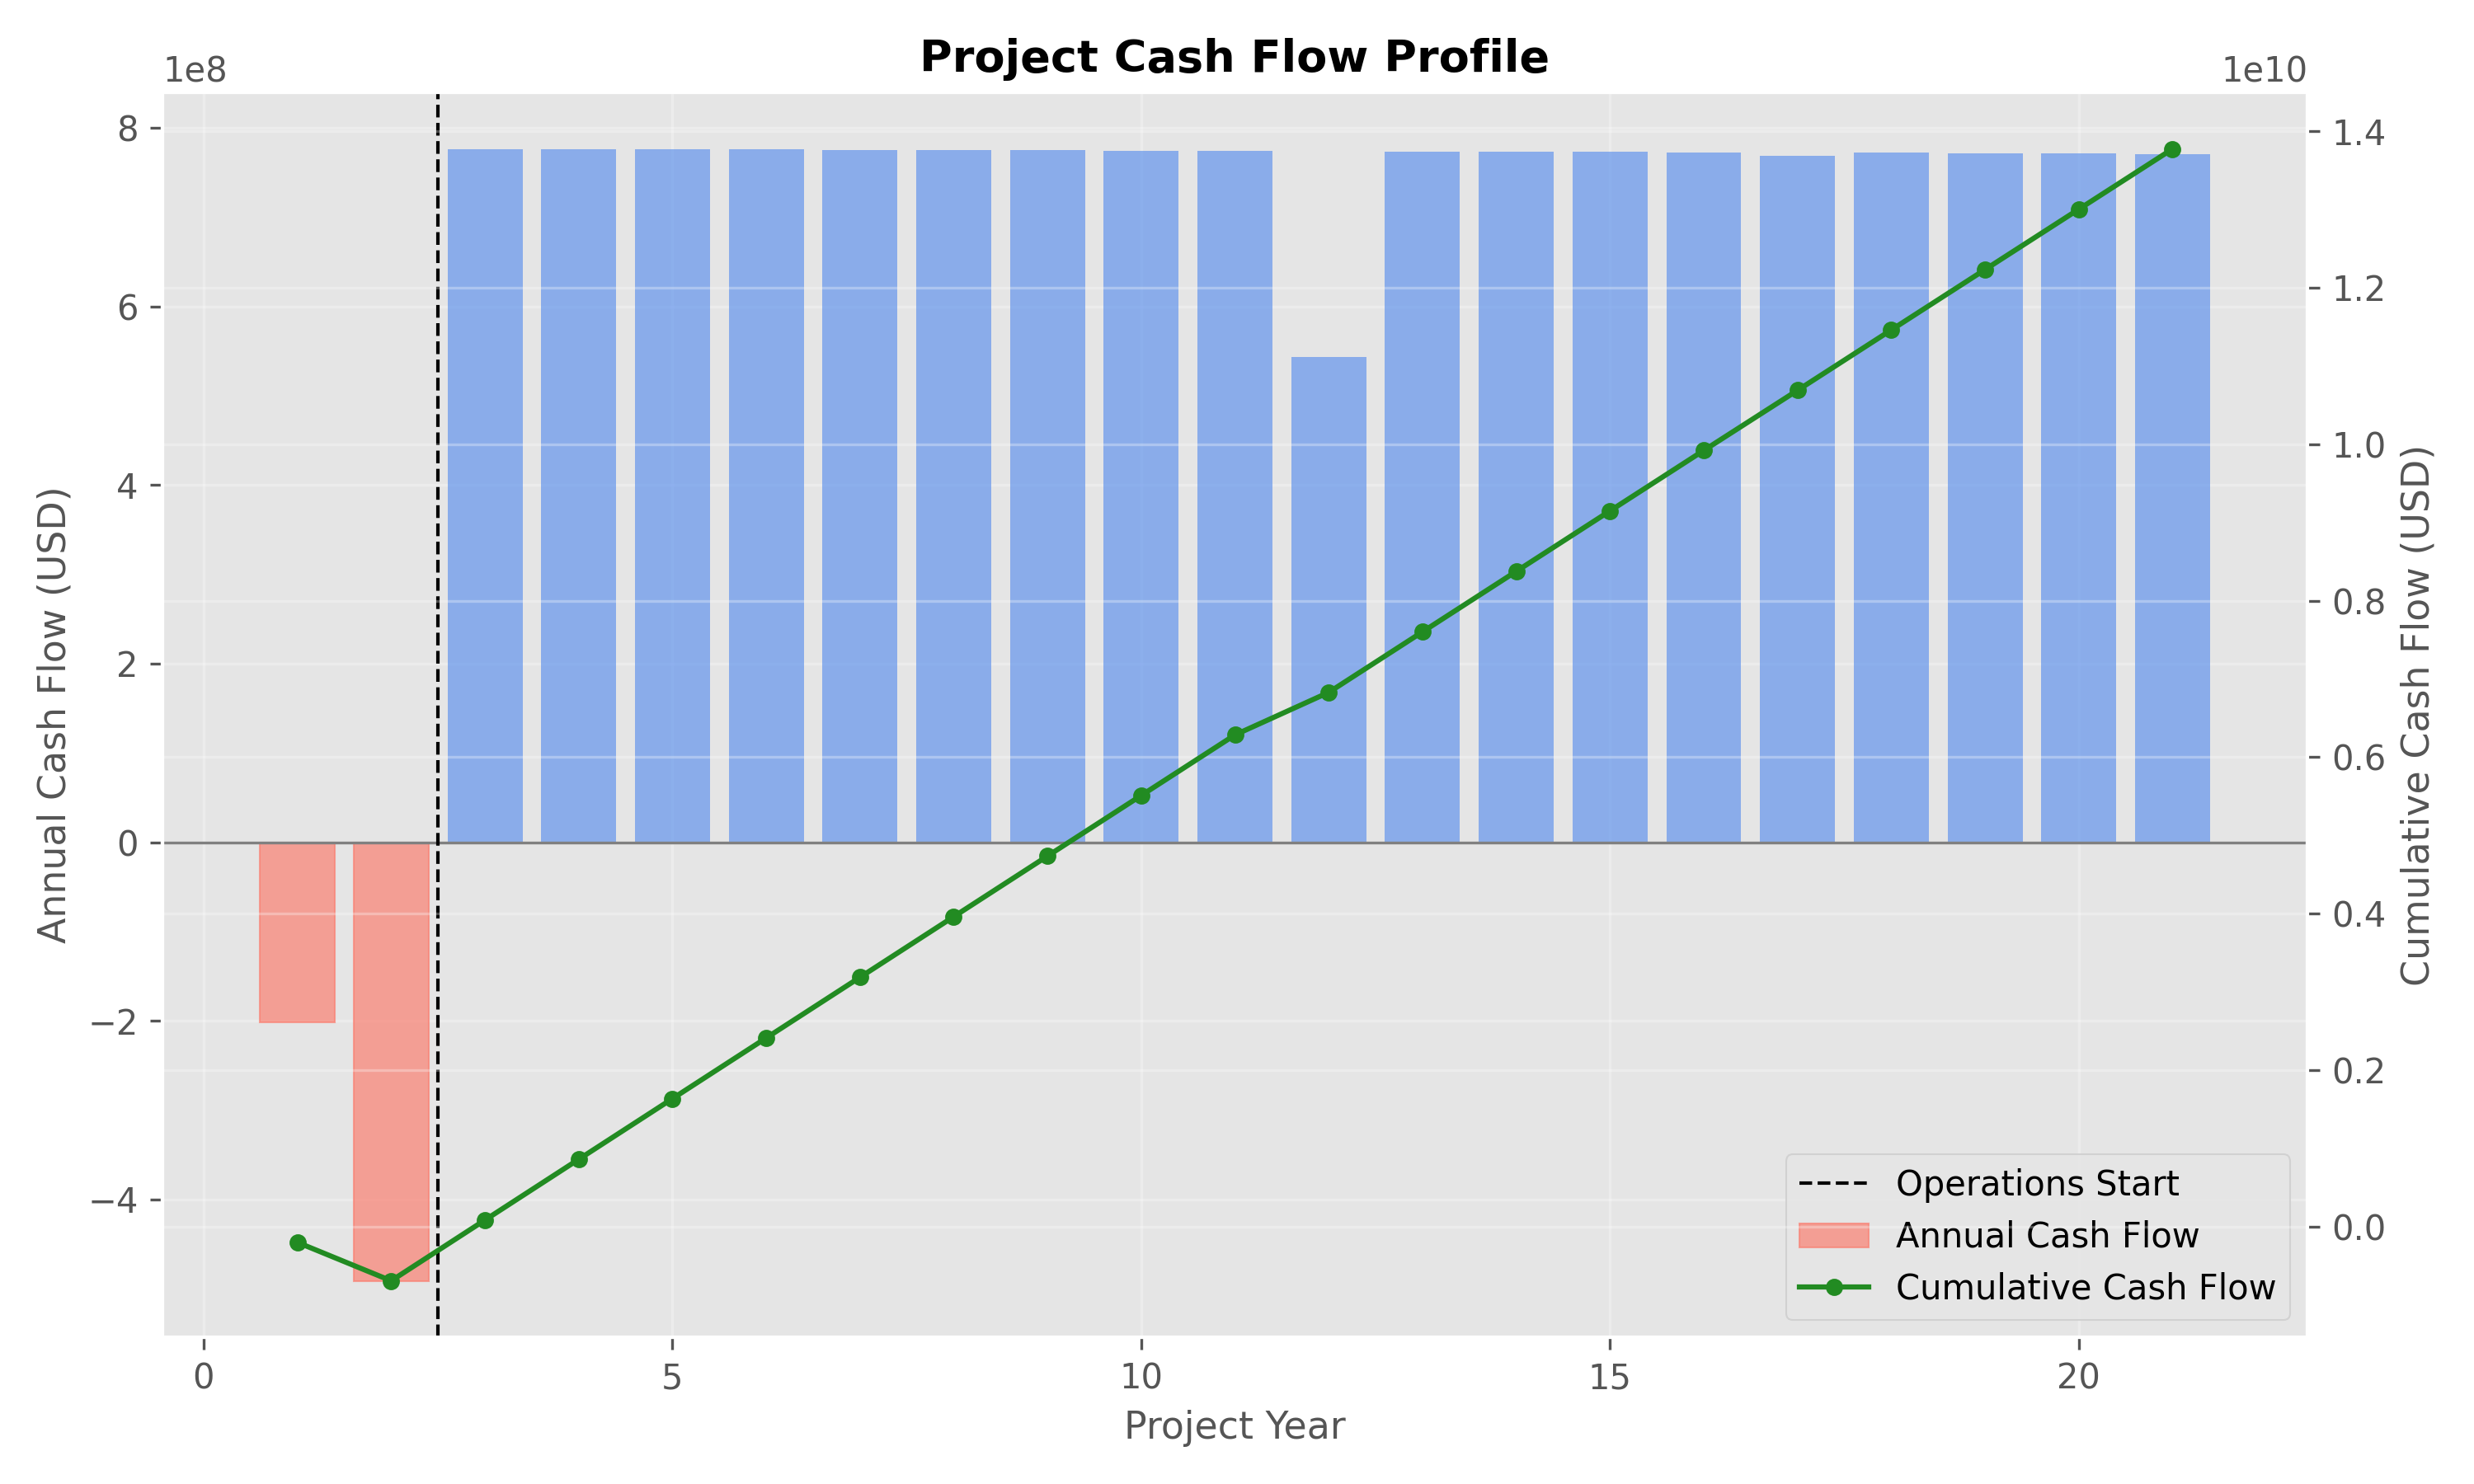 Project Cash Flow Profile
1e8
1e10
8
6
4
2
0
−2
−4
Annual Cash Flow (USD)
1.4
1.2
1.0
0.8
0.6
0.4
0.2
0.0
Cumulative Cash Flow (USD)
Operations Start
Annual Cash Flow
Cumulative Cash Flow
0 5 10 15 20
Project Year